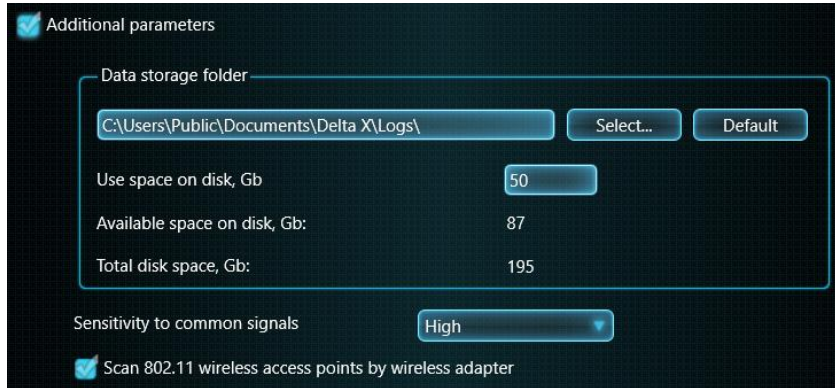 Additional parameters
Data storage folder
C:\Users\Public\Documents\Delta X\Logs\ Select... Default
Use space on disk, Gb 50
Available space on disk, Gb: 87
Total disk space, Gb: 195
Sensitivity to common signals High
Scan 802.11 wireless access points by wireless adapter